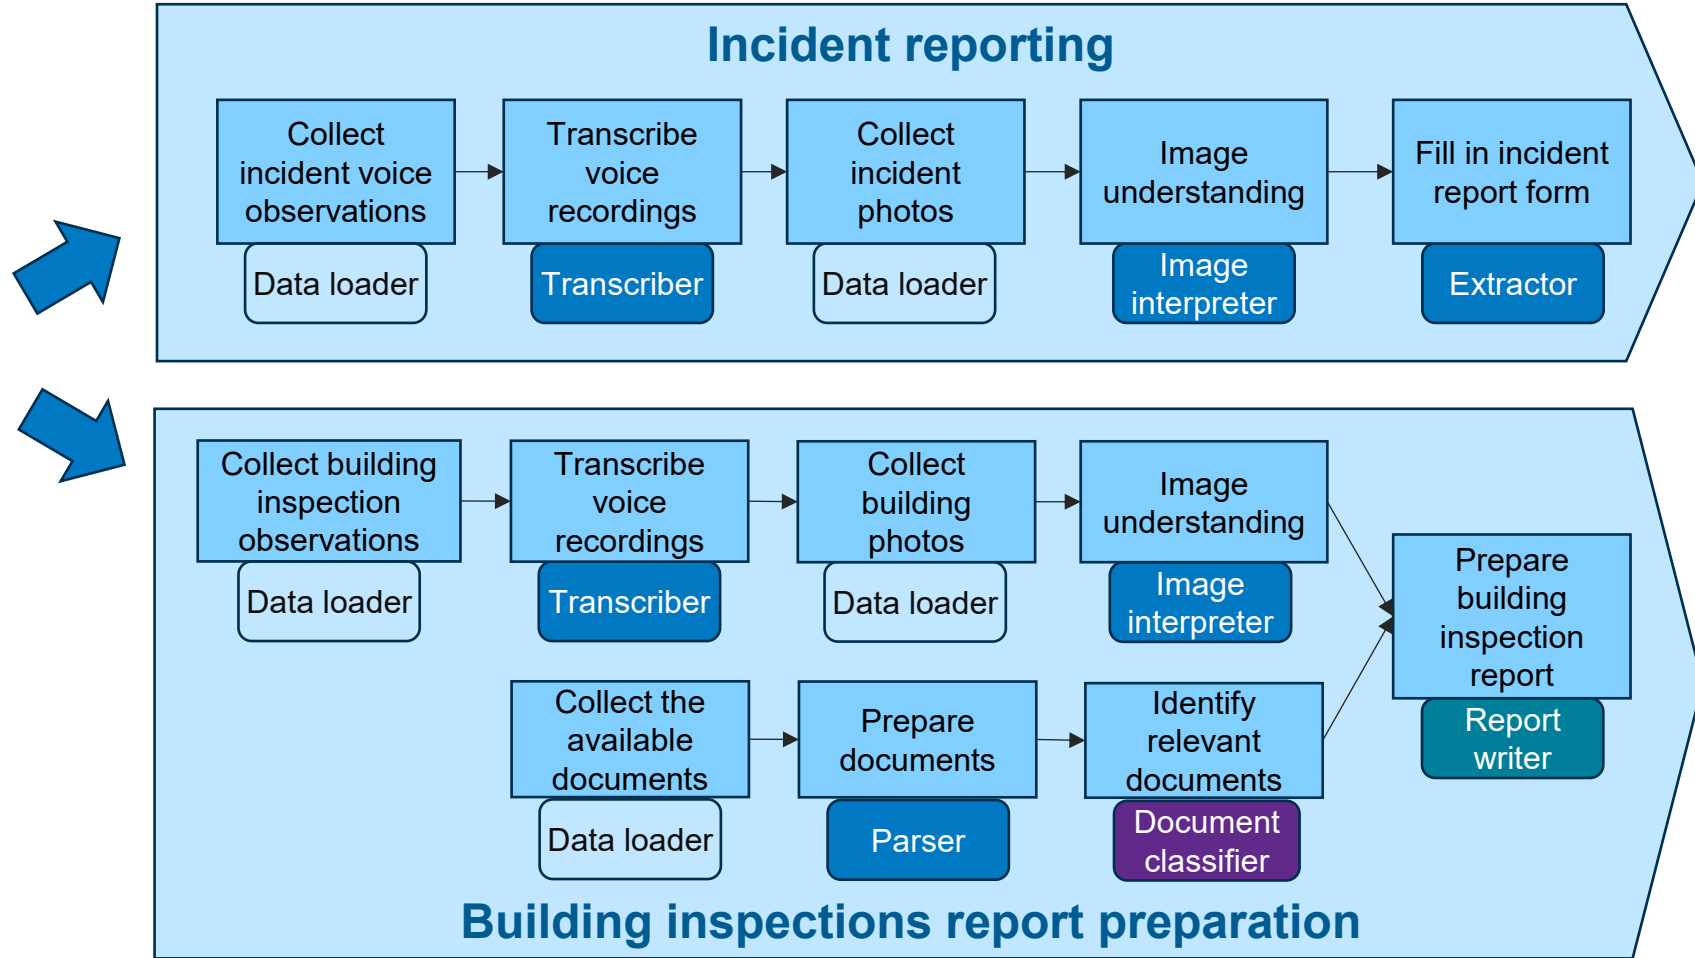 Incident reporting
Collect
incident voice
observations
Data loader
Transcribe
voice
recordings
Transcriber
Collect
incident
photos
Data loader
Image
understanding
Image
interpreter
Fill in incident
report form
Extractor
Collect building
inspection
observations
Data loader
Transcribe
voice
recordings
Transcriber
Collect
building
photos
Data loader
Image
understanding
Image
interpreter
Collect the
available
documents
Data loader
Prepare
documents
Parser
Identify
relevant
documents
Document
classifier
Prepare
building
inspection
report
Report
writer
Building inspections report preparation